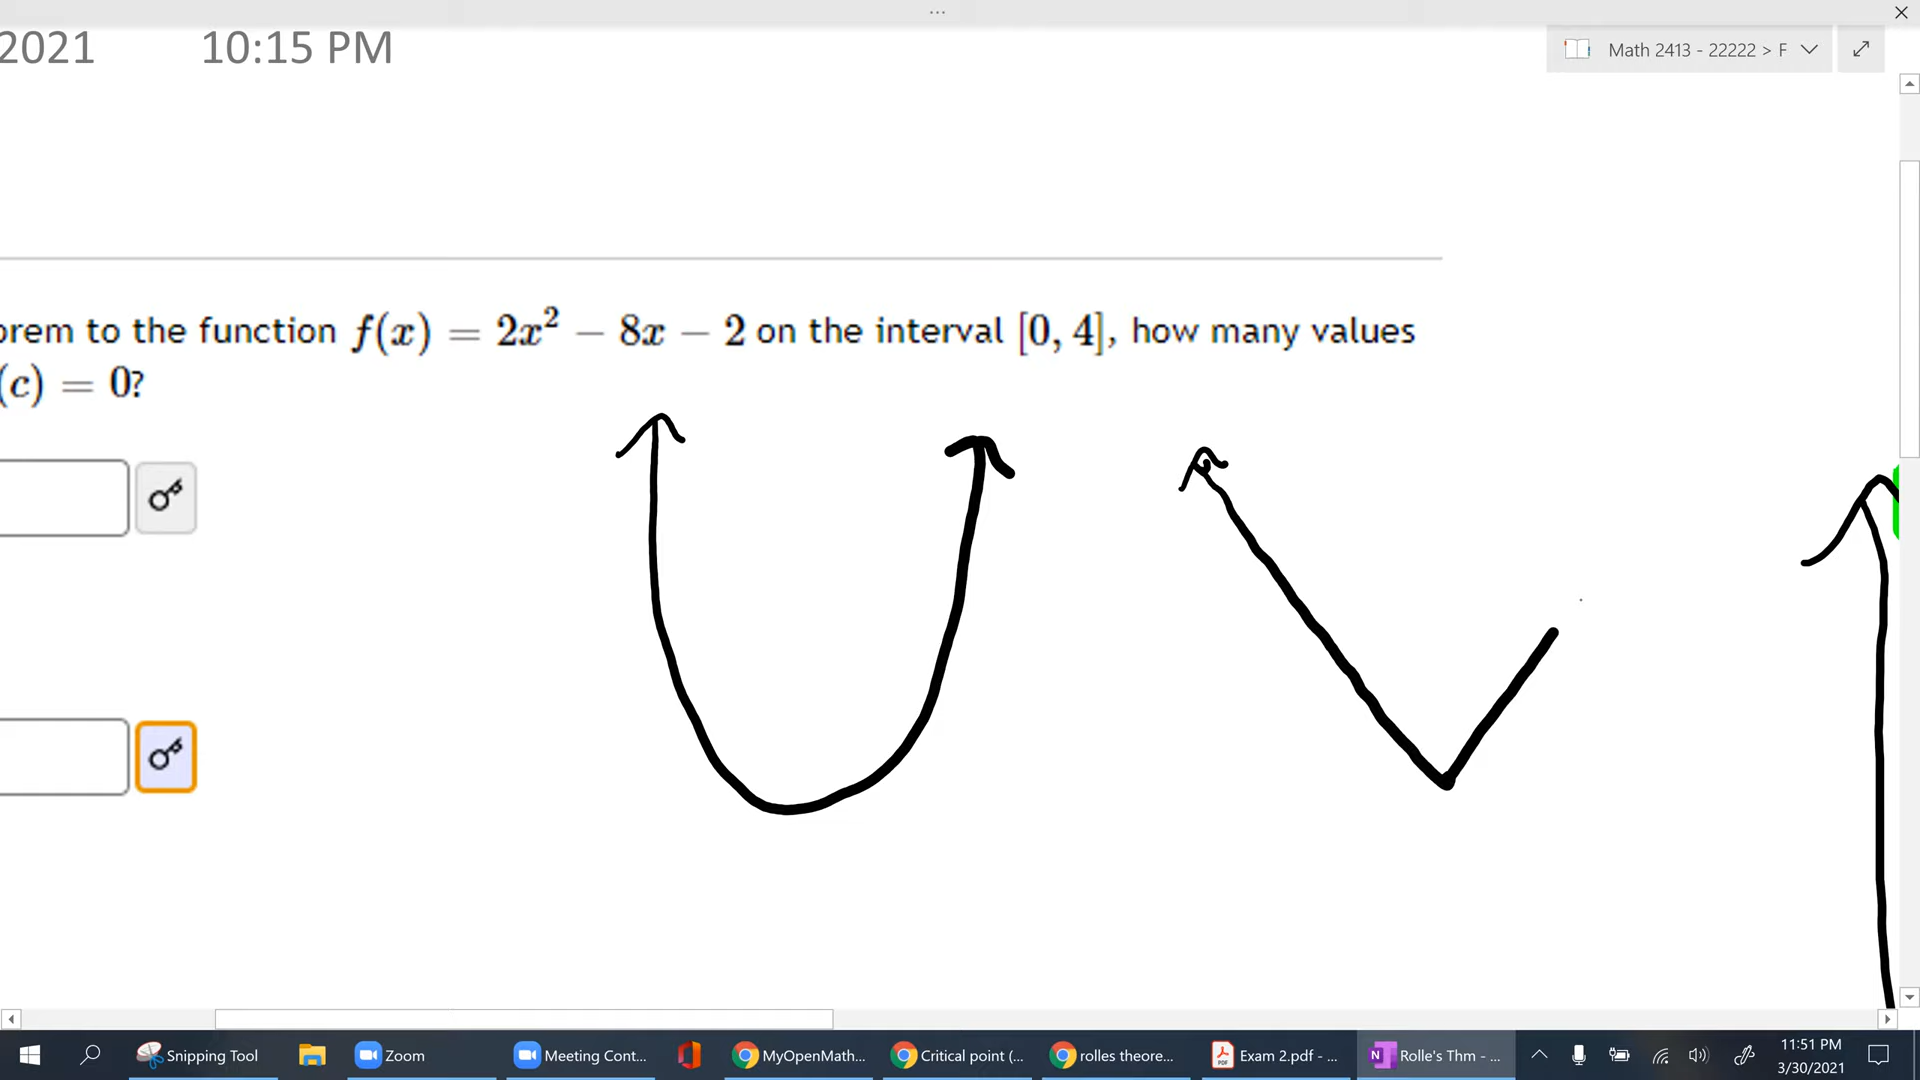 2021 10:15 PM
Math 2413 - 22222 > F
orem to the function f(x) = 2x² − 8x − 2 on the interval [0, 4], how many values
(c) = 0?
Snipping Tool
Zoom
Meeting Cont...
MyOpenMath...
Critical point (...
rolles theore...
Exam 2.pdf - ...
Rolle's Thm - ...
11:51 PM
3/30/2021